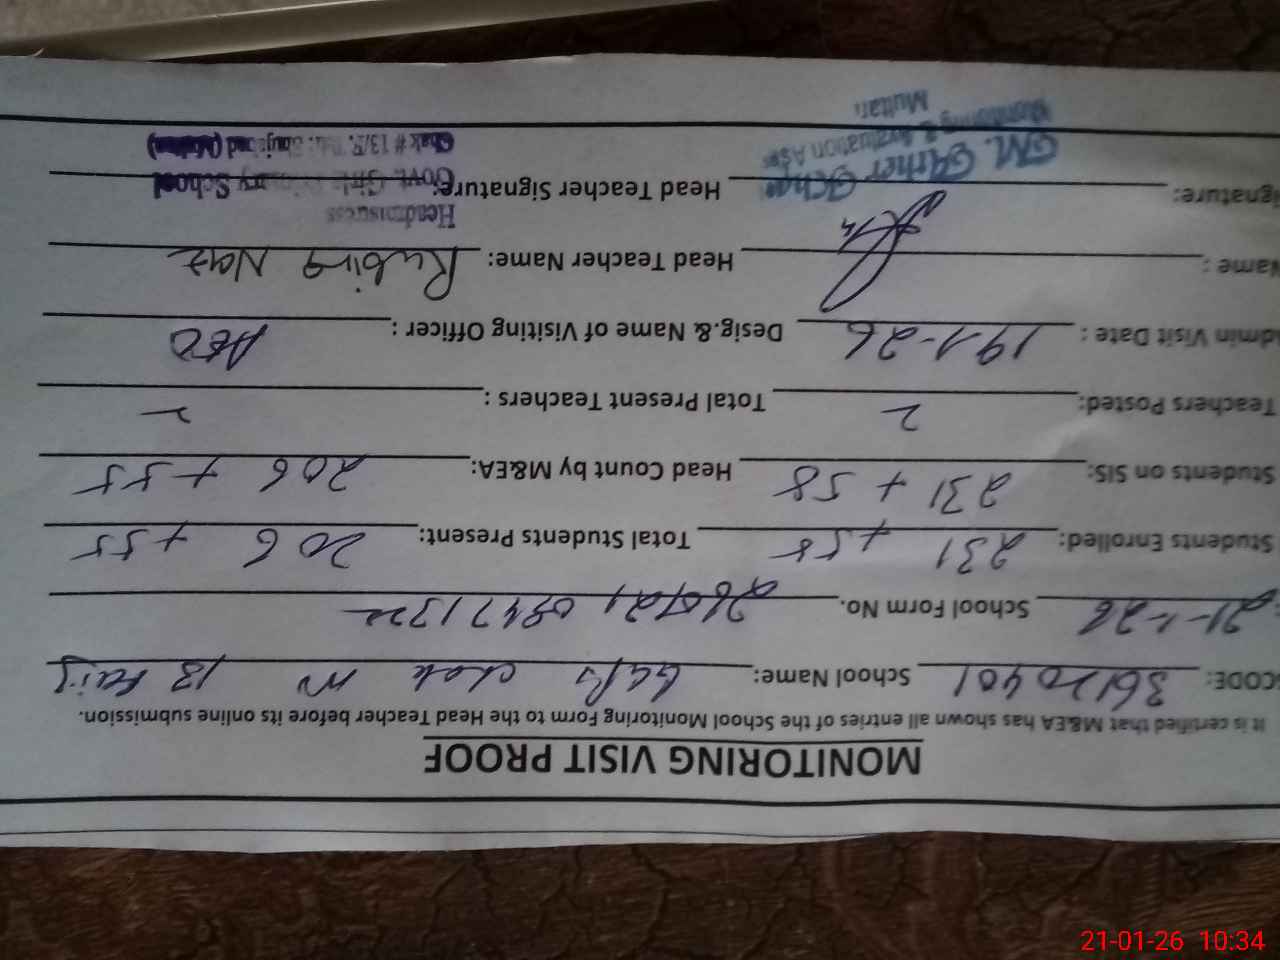 MONITORING VISIT PROOF
It is certified that M&EA has shown all entries of the School Monitoring Form to the Head Teacher before its online submission.
CODE: 36120401 School Name: GGPS chak no 13 Faiz
21-1-26 School Form No.
Students Enrolled: 231 + 58 Total Students Present: 206 + 55
Students on SIS: 231 + 58 Head Count by M&EA: 206 + 55
Teachers Posted: 2 Total Present Teachers : 2
Admin Visit Date : 19-1-26 Desig.& Name of Visiting Officer : AEO
Name : Head Teacher Name: Rubina Naz
Signature: Head Teacher Signature:
Headmistress
Govt. Girls Primary School
Chak # 13/F.
GM.
Monitoring & Evaluation
Multan
21-01-26 10:34